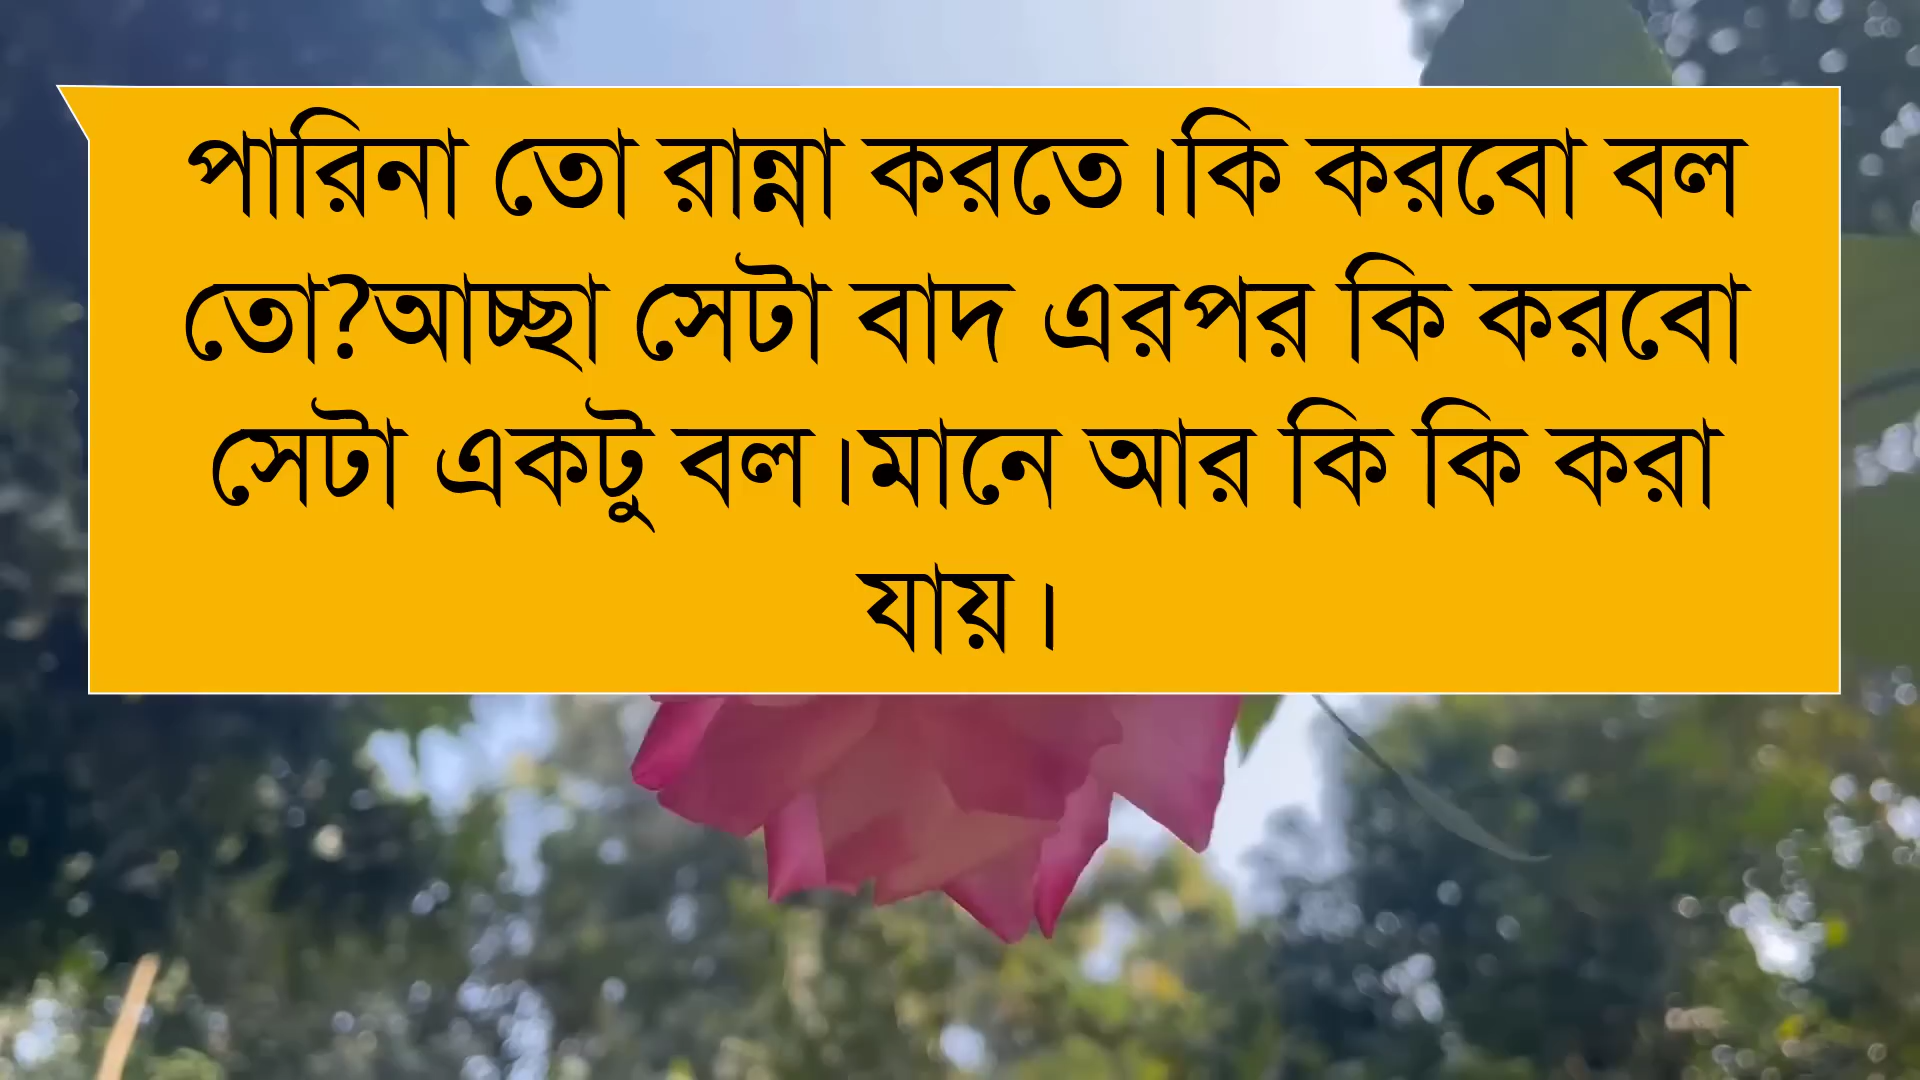 পারিনা তো রান্না করতে।কি করবো বল
তো?আচ্ছা সেটা বাদ এরপর কি করবো
সেটা একটু বল।মানে আর কি কি করা
যায়।